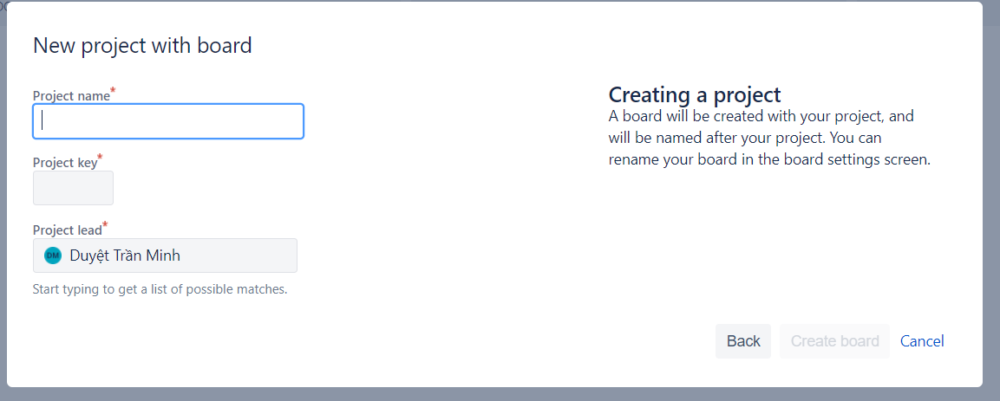 New project with board
Project name*
Project key*
Project lead*
DM Duyệt Trần Minh
Start typing to get a list of possible matches.
Creating a project
A board will be created with your project, and
will be named after your project. You can
rename your board in the board settings screen.
Back Create board Cancel